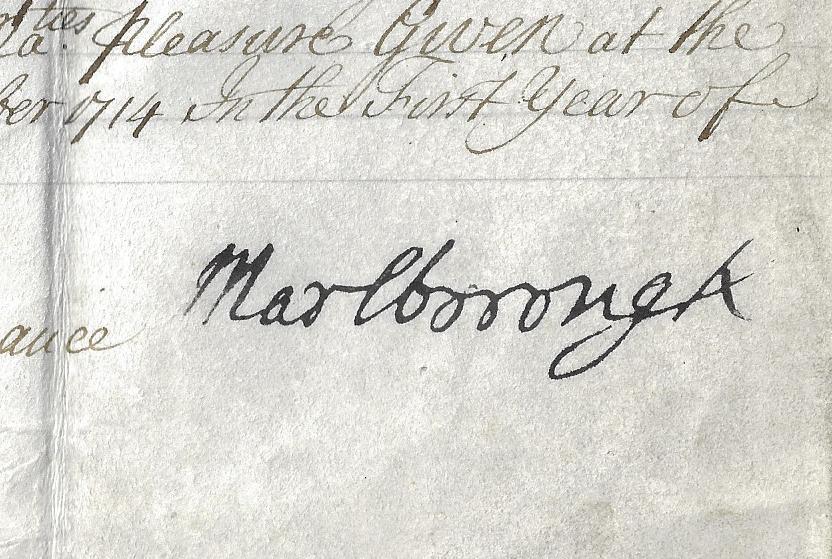 Ma.ties pleasure Given at the
ber 1714 In the First Year of
Marlborough
ance